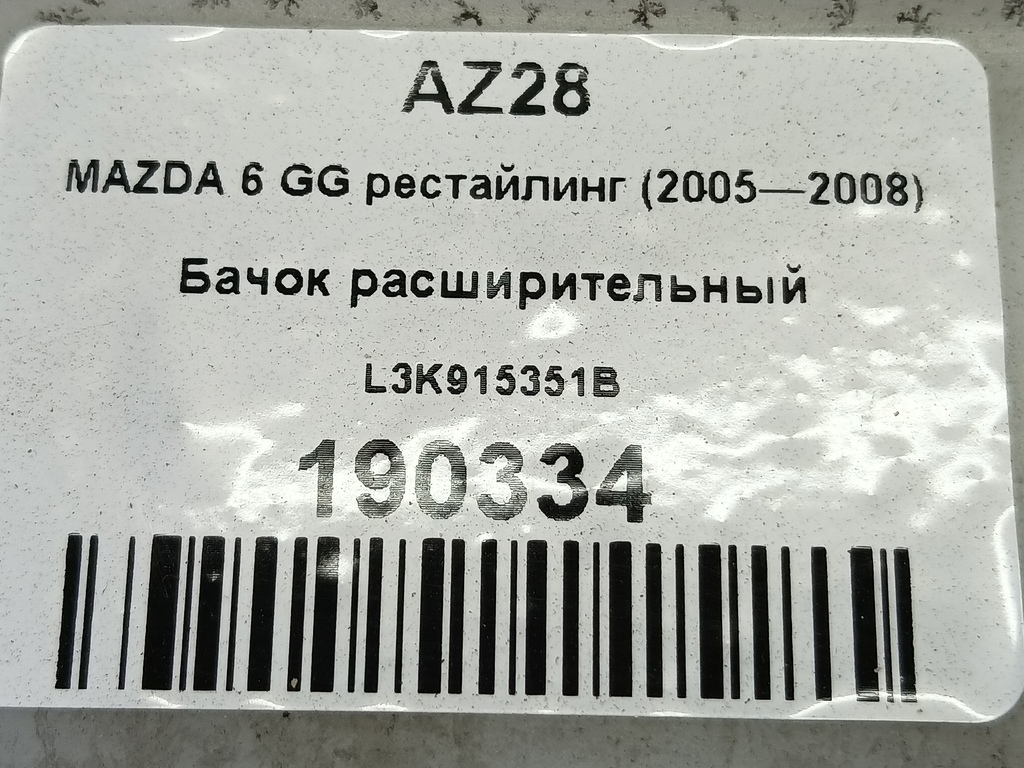 AZ28
MAZDA 6 GG рестайлинг (2005—2008)
Бачок расширительный
L3K915351B
190334